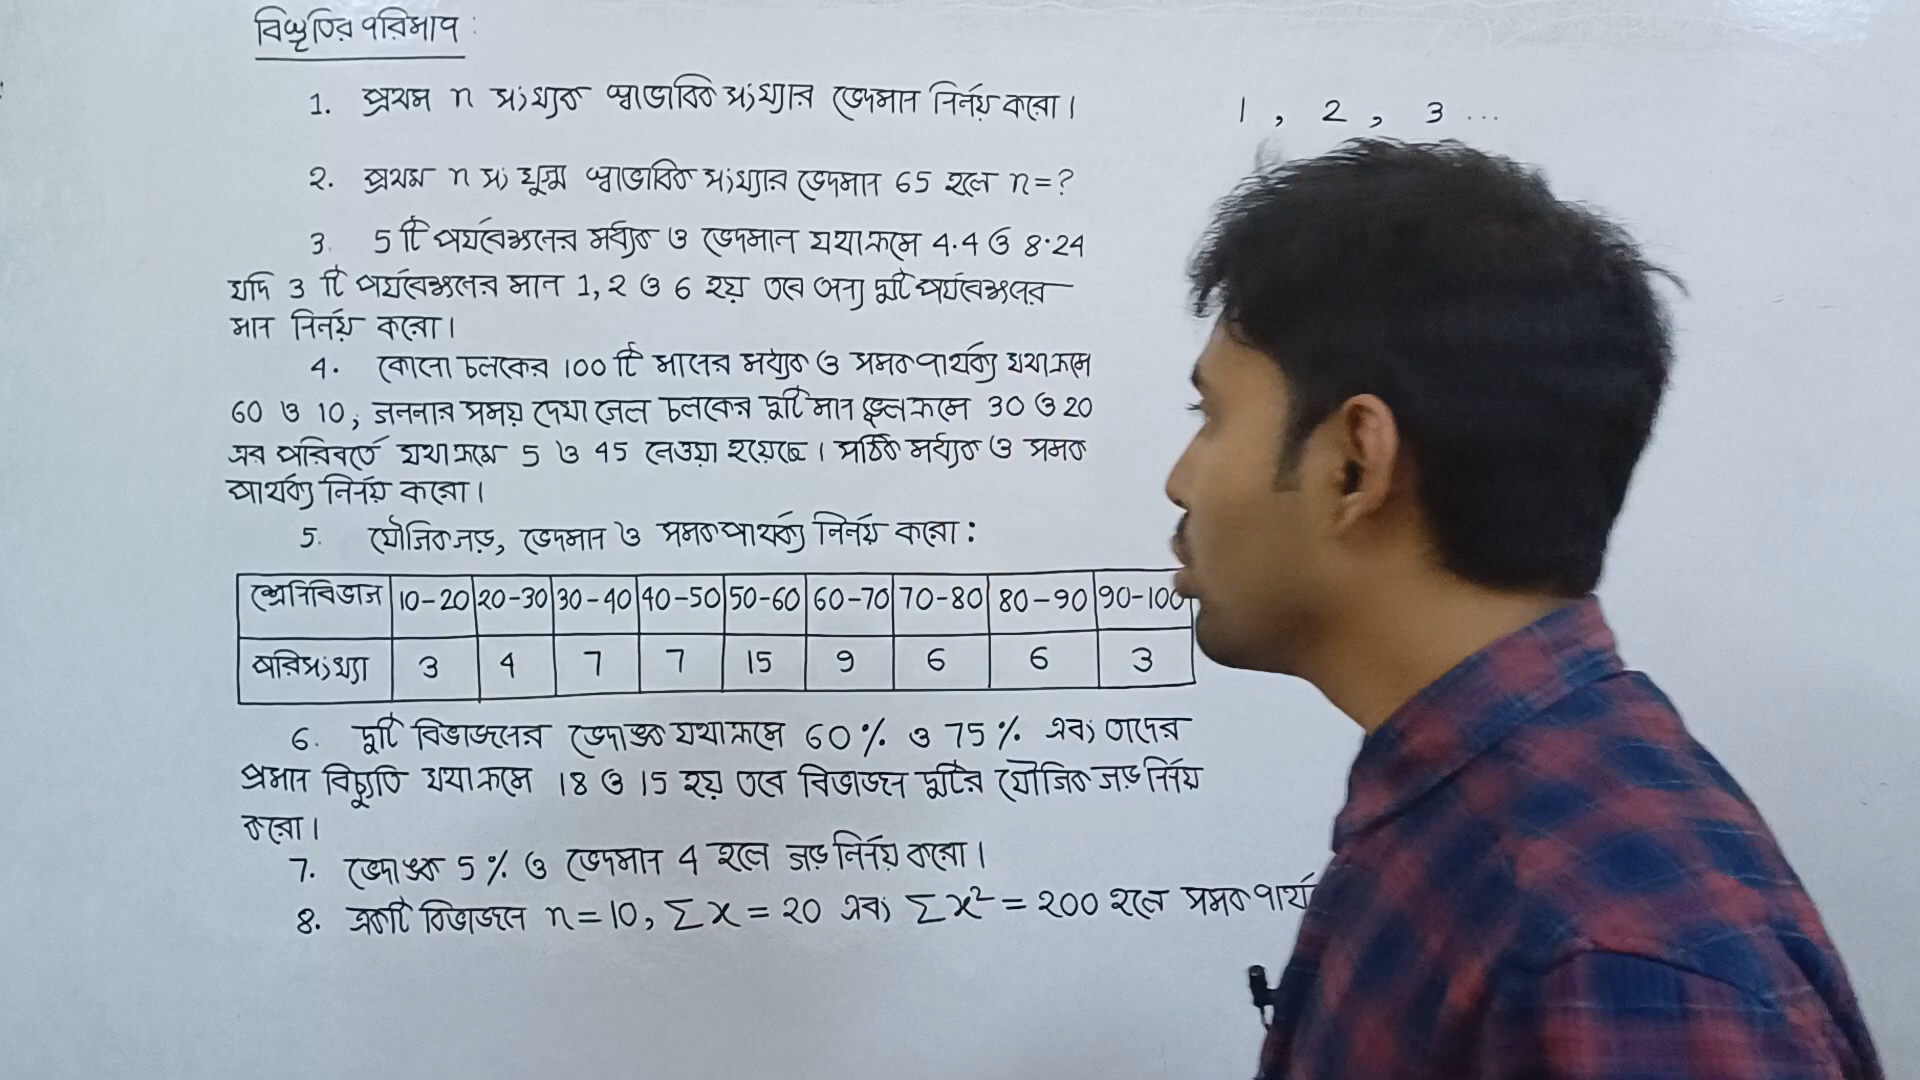 বিস্তৃতির পরিমাপ :
1. প্রথম n সংখ্যক স্বাভাবিক সংখ্যার ভেদমান নির্ণয় করো। 1 , 2 , 3 ...
2. প্রথম n সং যুগ্ম স্বাভাবিক সংখ্যার ভেদমান 65 হলে n=?
3. 5 টি পর্যবেক্ষণের মধ্যক ও ভেদমান যথাক্রমে 4.4 ও 8.24
যদি 3 টি পর্যবেক্ষণের মান 1, 2 ও 6 হয় তবে অন্য দুটি পর্যবেক্ষণের
মান নির্ণয় করো।
4. কোনো চলকের 100 টি মানের মধ্যক ও সমকপার্থক্য যথাক্রমে
60 ও 10, গননার সময় দেখা গেল চলকের দুটি মান ভুলক্রমে 30 ও 20
এর পরিবর্তে যথাক্রমে 5 ও 45 নেওয়া হয়েছে। সঠিক মধ্যক ও সমক
পার্থক্য নির্ণয় করো।
5. যৌগিক গড়, ভেদমান ও সমকপার্থক্য নির্ণয় করো :
শ্রেণিবিভাগ 10-20 20-30 30-40 40-50 50-60 60-70 70-80 80-90 90-100
পরিসংখ্যা 3 4 7 7 15 9 6 6 3
6. দুটি বিভাজনের ভেদাঙ্ক যথাক্রমে 60% ও 75% এবং তাদের
প্রমান বিচ্যুতি যথাক্রমে 18 ও 15 হয় তবে বিভাজন দুটির যৌগিক গড় নির্ণয়
করো।
7. ভেদাঙ্ক 5% ও ভেদমান 4 হলে গড় নির্ণয় করো।
8. একটি বিভাজনে n=10, Σx = 20 এবং Σx² = 200 হলে সমক পার্থ